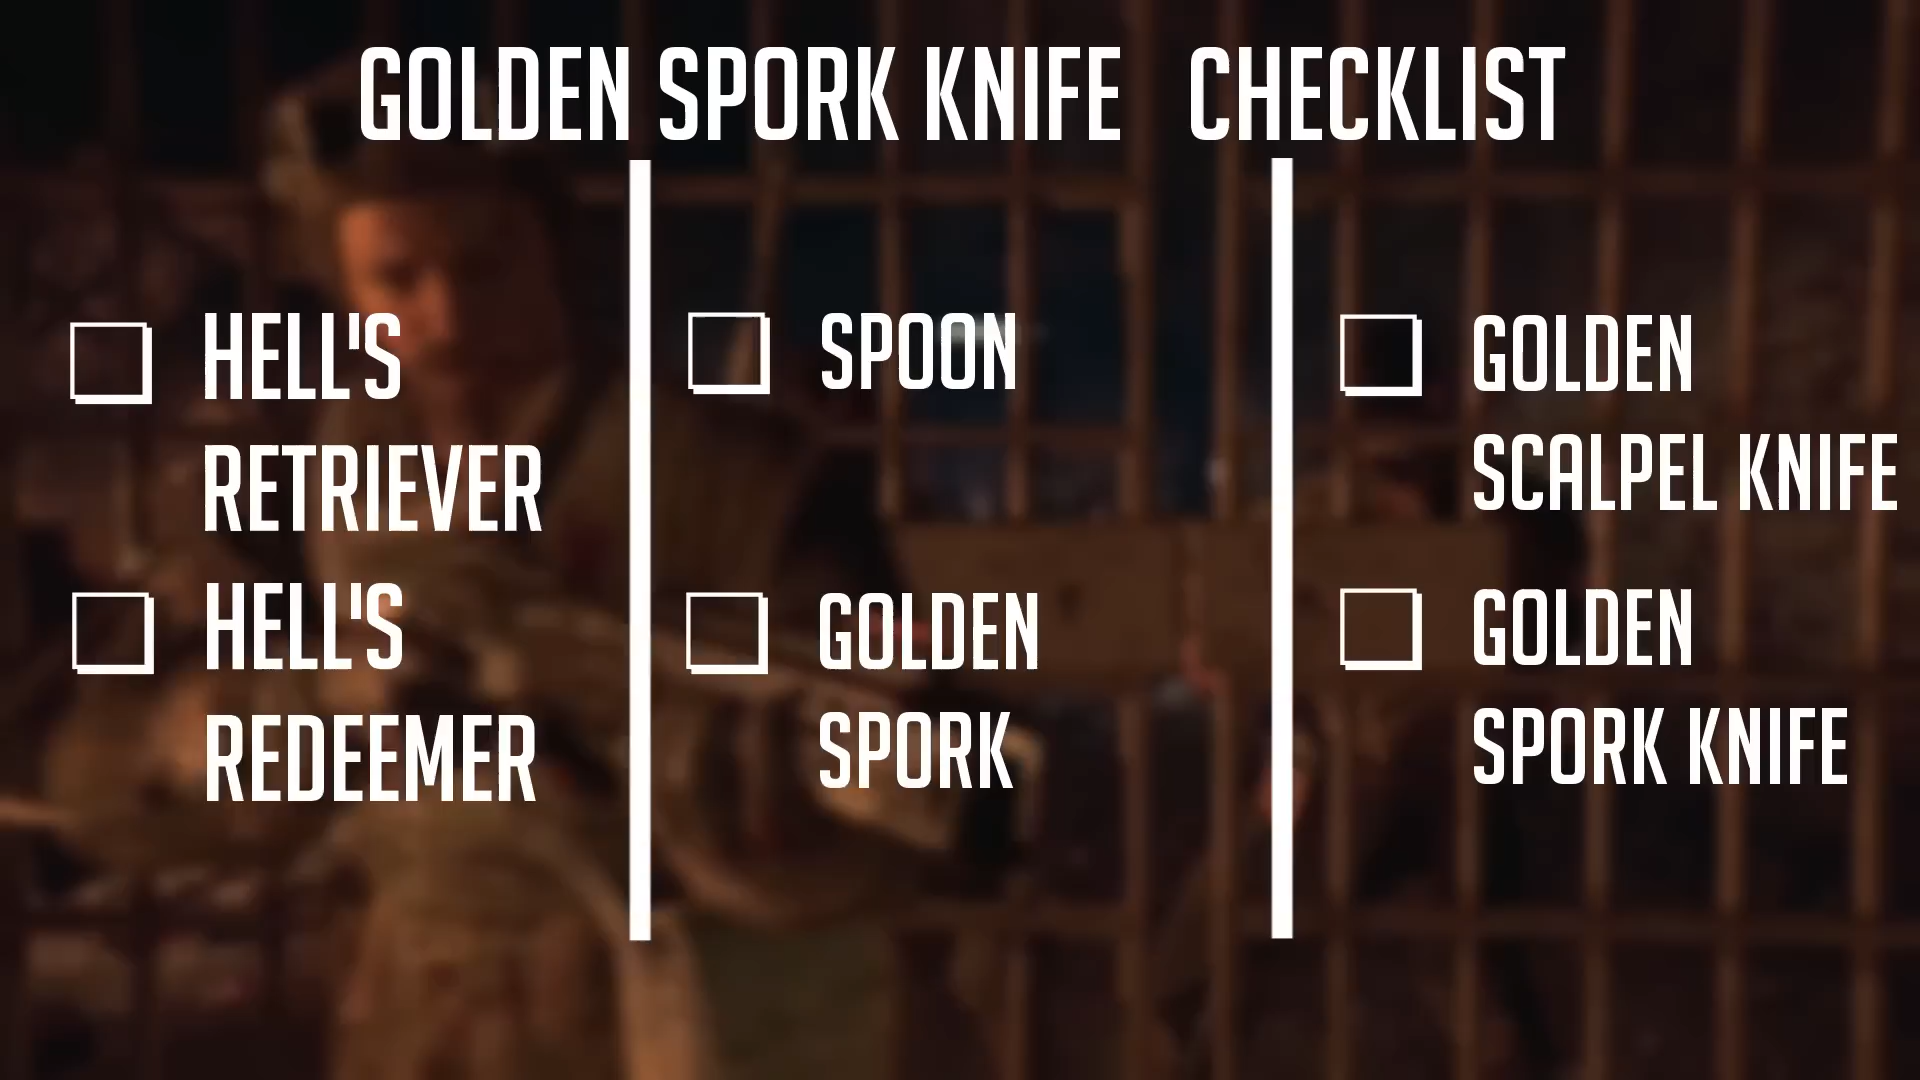 GOLDEN SPORK KNIFE CHECKLIST
HELL'S
RETRIEVER
HELL'S
REDEEMER
SPOON
GOLDEN
SPORK
GOLDEN
SCALPEL KNIFE
GOLDEN
SPORK KNIFE